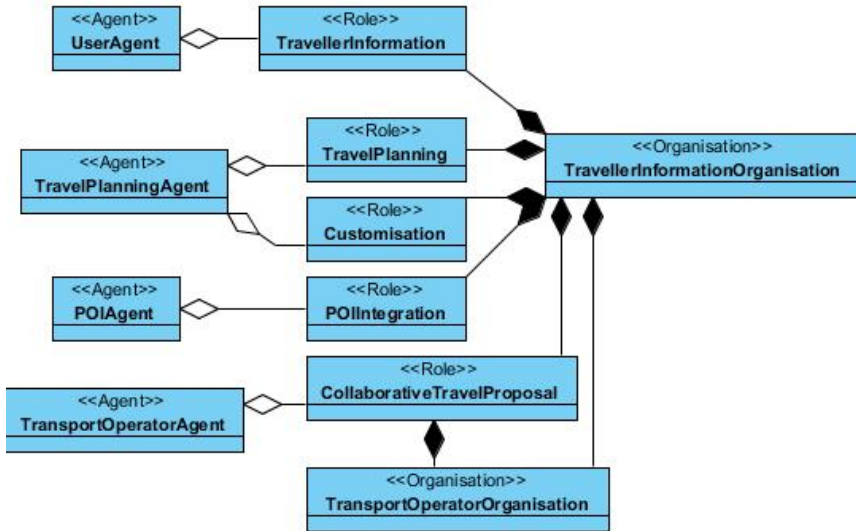 <<Agent>>
UserAgent
<<Role>>
TravellerInformation
<<Agent>>
TravelPlanningAgent
<<Role>>
TravelPlanning
<<Organisation>>
TravellerInformationOrganisation
<<Role>>
Customisation
<<Agent>>
POIAgent
<<Role>>
POIIntegration
<<Agent>>
TransportOperatorAgent
<<Role>>
CollaborativeTravelProposal
<<Organisation>>
TransportOperatorOrganisation